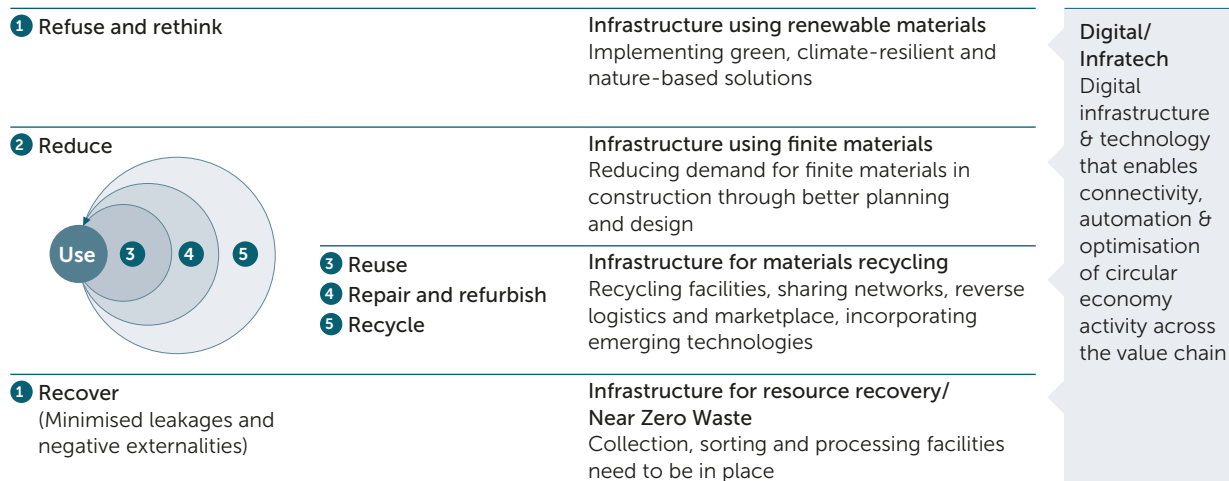 1 Refuse and rethink
Infrastructure using renewable materials
Implementing green, climate-resilient and
nature-based solutions
2 Reduce
Infrastructure using finite materials
Reducing demand for finite materials in
construction through better planning
and design
Use 3 4 5
3 Reuse
4 Repair and refurbish
5 Recycle
Infrastructure for materials recycling
Recycling facilities, sharing networks, reverse
logistics and marketplace, incorporating
emerging technologies
1 Recover
(Minimised leakages and
negative externalities)
Infrastructure for resource recovery/
Near Zero Waste
Collection, sorting and processing facilities
need to be in place
Digital/
Infratech
Digital
infrastructure
& technology
that enables
connectivity,
automation &
optimisation
of circular
economy
activity across
the value chain